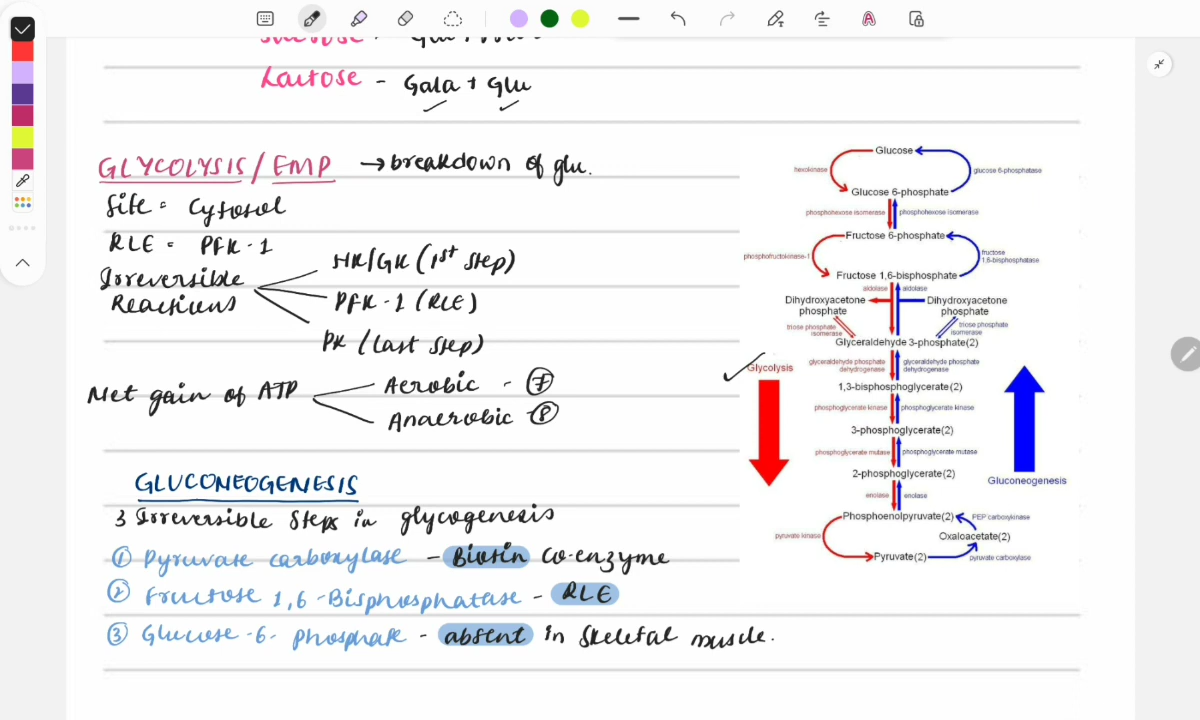 Lactose - Gala + Glu
GLYCOLYSIS / EMP → breakdown of glu.
Site = Cytosol
RLE = PFK-1
Irreversible Reactions
HK/GK (1st step)
PFK-1 (RLE)
PK (last step)
Net gain of ATP
Aerobic - 7
Anaerobic -
GLUCONEOGENESIS
3 Irreversible steps in glycogenesis
① Pyruvate carboxylase - Biotin co-enzyme
② Fructose 1,6-Bisphosphatase - RLE
③ Glucose-6-phosphate - absent in skeletal muscle.
Glucose
hexokinase
glucose 6-phosphatase
Glucose 6-phosphate
phosphohexose isomerase
phosphohexose isomerase
Fructose 6-phosphate
phosphofructokinase-1
fructose
1,6-bisphosphatase
Fructose 1,6-bisphosphate
aldolase
aldolase
Dihydroxyacetone
phosphate
Dihydroxyacetone
phosphate
triose phosphate
isomerase
triose phosphate
isomerase
Glyceraldehyde 3-phosphate(2)
Glycolysis
glyceraldehyde phosphate
dehydrogenase
glyceraldehyde phosphate
dehydrogenase
1,3-bisphosphoglycerate(2)
phosphoglycerate kinase
phosphoglycerate kinase
3-phosphoglycerate(2)
phosphoglycerate mutase
phosphoglycerate mutase
2-phosphoglycerate(2)
Gluconeogenesis
enolase
enolase
Phosphoenolpyruvate(2)
PEP carboxykinase
pyruvate kinase
Oxaloacetate(2)
Pyruvate(2)
pyruvate carboxylase